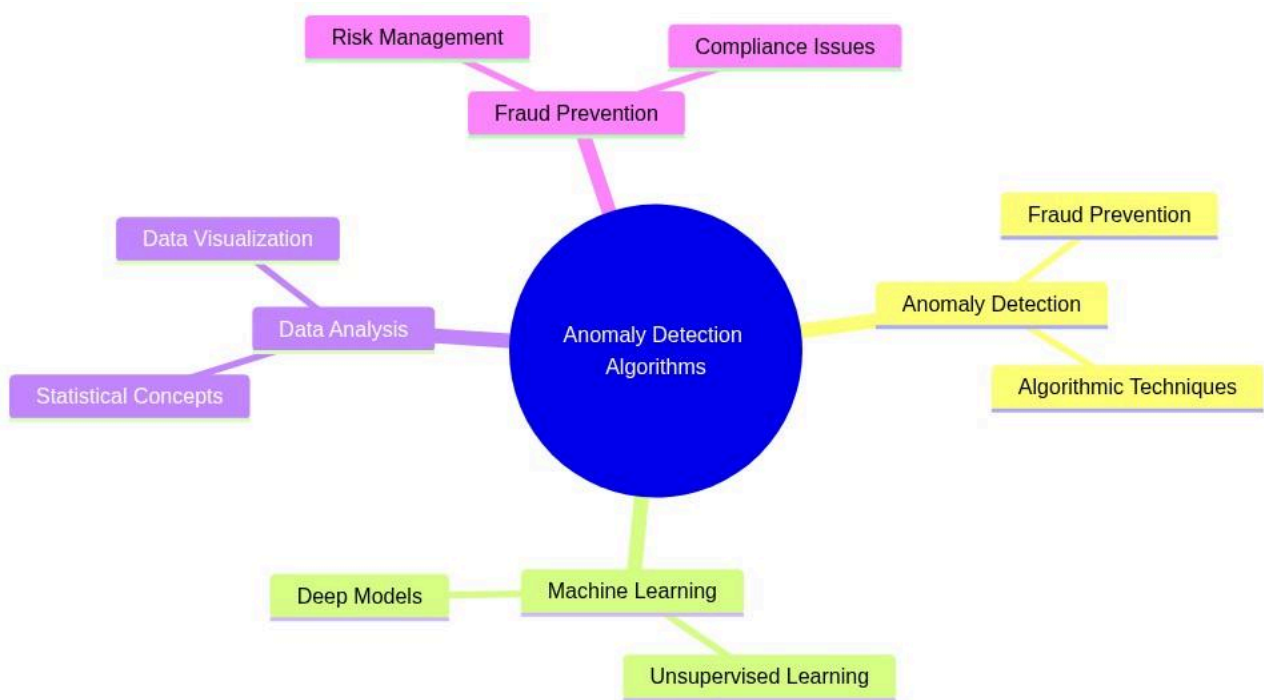 Risk Management
Compliance Issues
Fraud Prevention
Fraud Prevention
Data Visualization
Anomaly Detection
Data Analysis
Anomaly Detection
Algorithms
Algorithmic Techniques
Statistical Concepts
Machine Learning
Deep Models
Unsupervised Learning